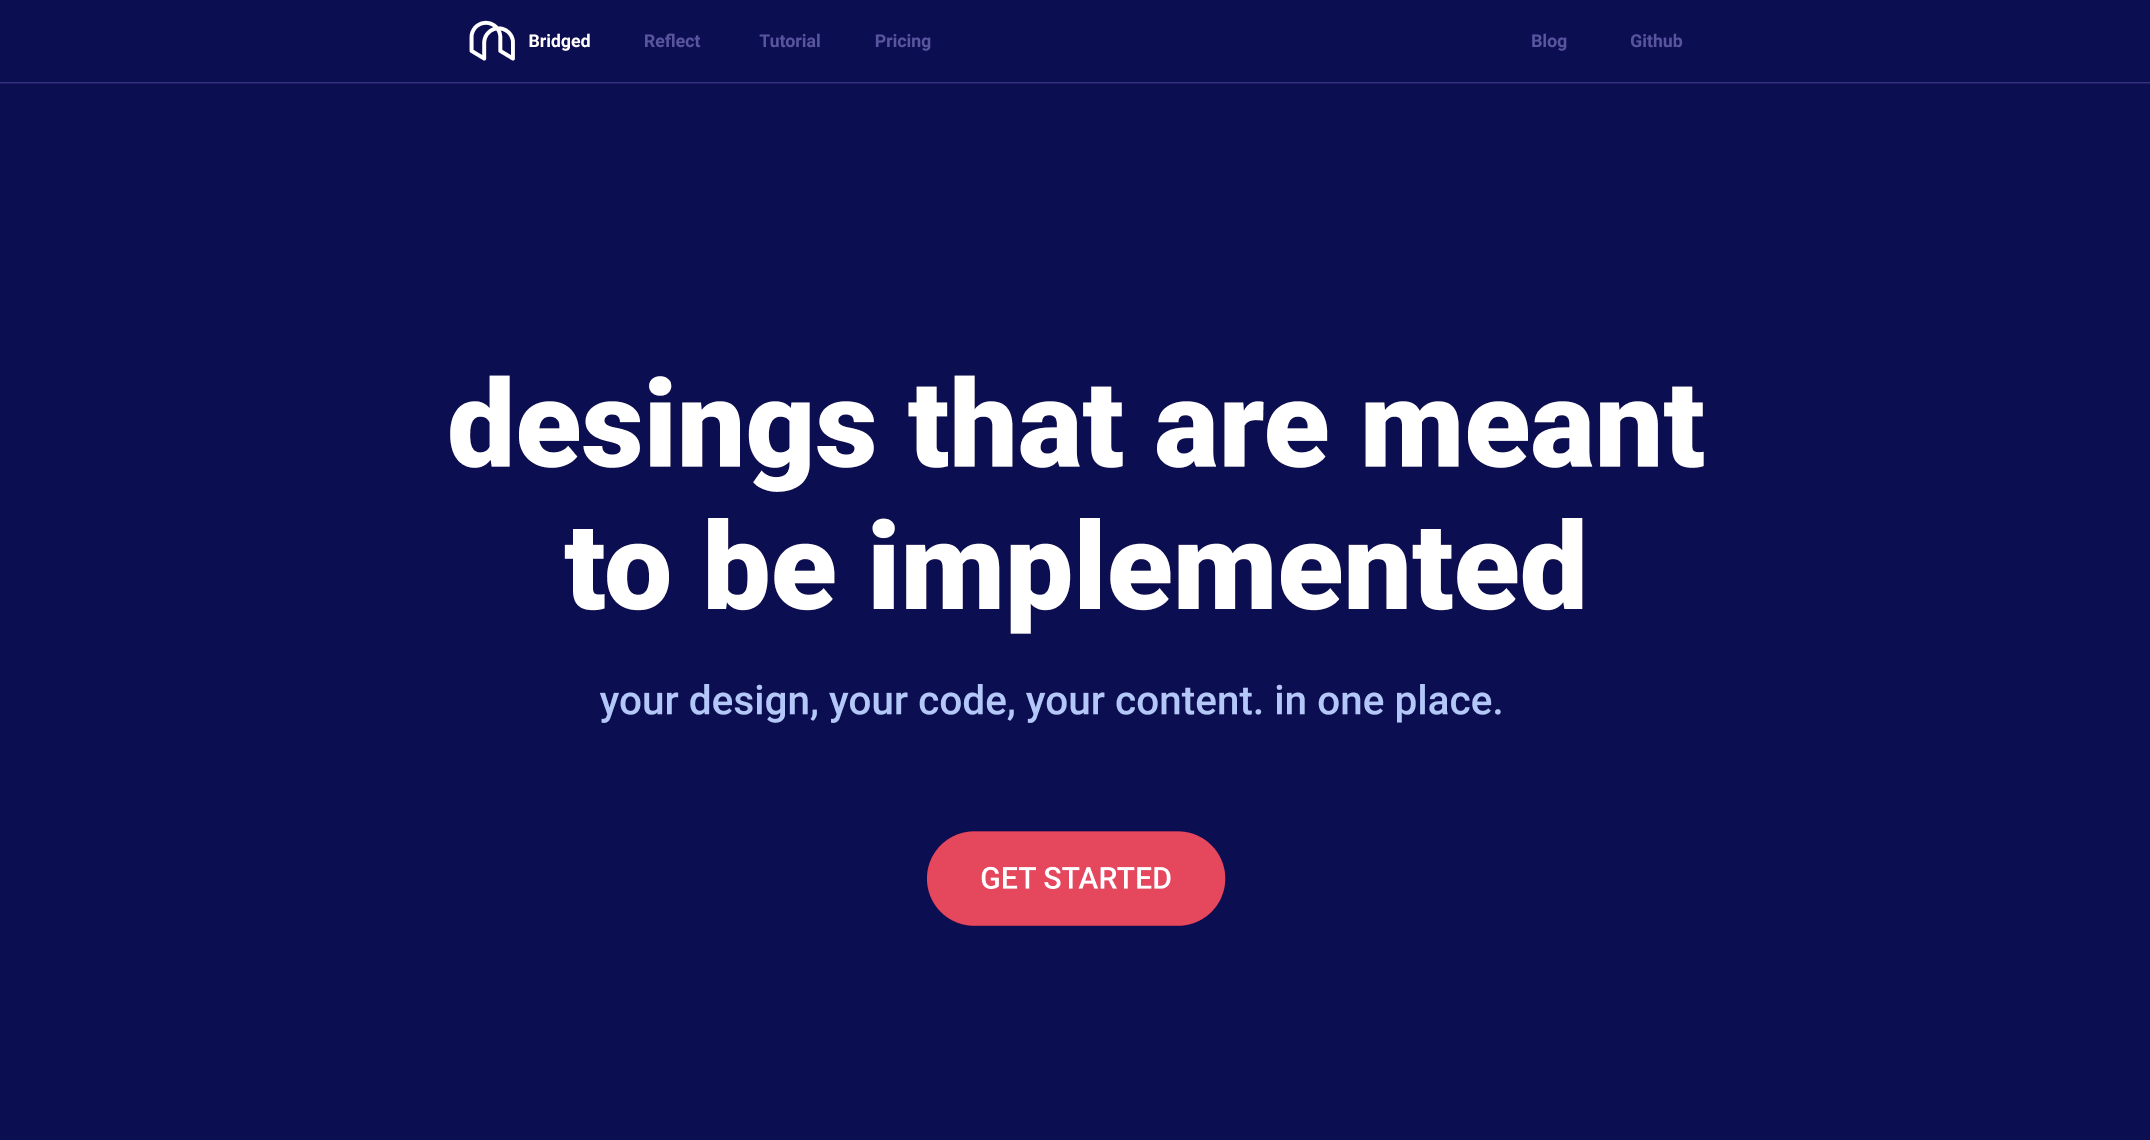 Bridged Reflect Tutorial Pricing Blog Github
desings that are meant
to be implemented
your design, your code, your content. in one place.
GET STARTED